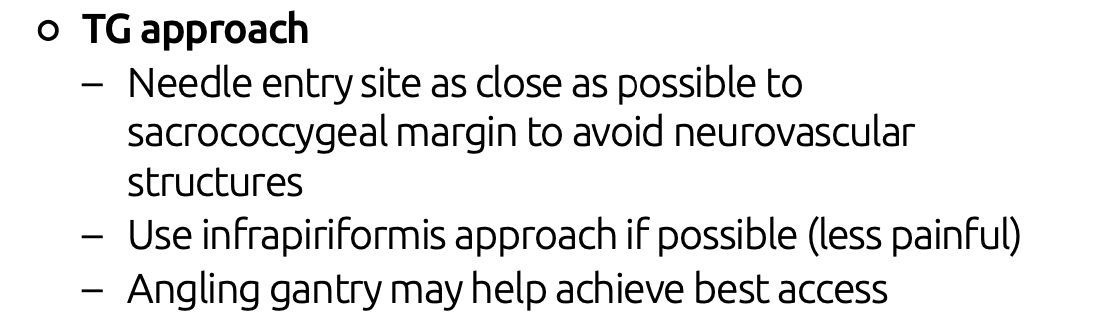 ○ TG approach
– Needle entry site as close as possible to
sacrococcygeal margin to avoid neurovascular
structures
– Use infrapiriformis approach if possible (less painful)
– Angling gantry may help achieve best access